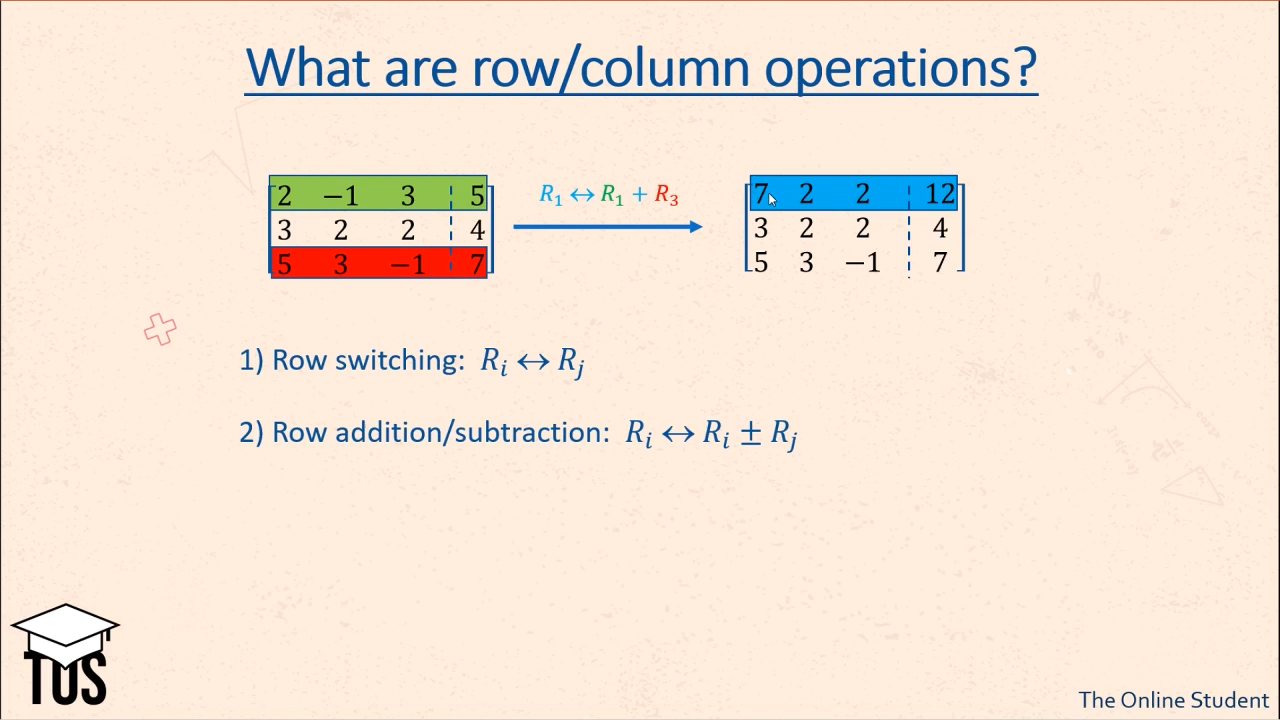 What are row/column operations?
2 −1 3 5
3 2 2 4
5 3 −1 7
R₁ ↔ R₁ + R₃
7 2 2 12
3 2 2 4
5 3 −1 7
1) Row switching: Rᵢ ↔ Rⱼ
2) Row addition/subtraction: Rᵢ ↔ Rᵢ ± Rⱼ
TUS
The Online Student